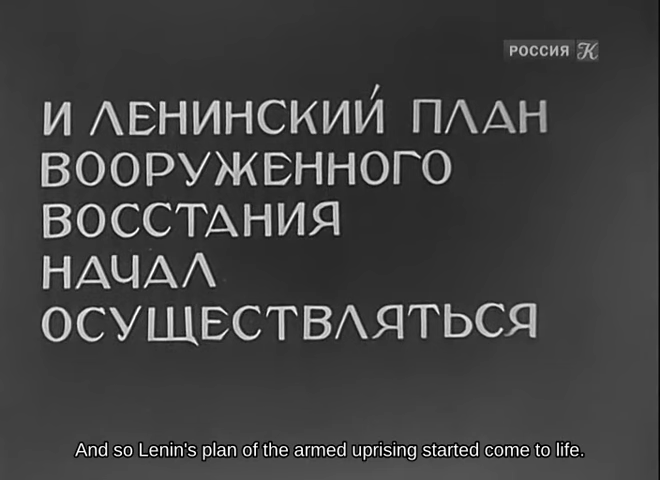 РОССИЯ К
И ЛЕНИНСКИЙ ПЛАН
ВООРУЖЕННОГО
ВОССТАНИЯ
НАЧАЛ
ОСУЩЕСТВЛЯТЬСЯ
And so Lenin's plan of the armed uprising started come to life.